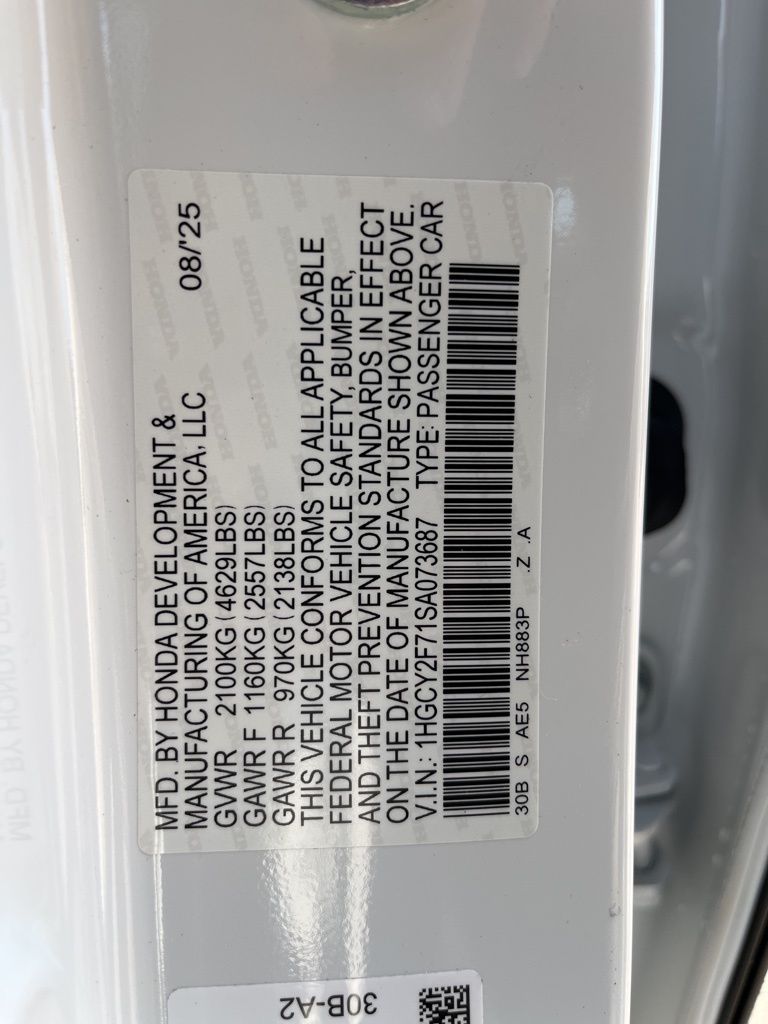 MFD. BY HONDA DEVELOPMENT &
MANUFACTURING OF AMERICA, LLC 08/'25
GVWR 2100KG (4629LBS)
GAWR F 1160KG (2557LBS)
GAWR R 970KG (2138LBS)
THIS VEHICLE CONFORMS TO ALL APPLICABLE
FEDERAL MOTOR VEHICLE SAFETY, BUMPER,
AND THEFT PREVENTION STANDARDS IN EFFECT
ON THE DATE OF MANUFACTURE SHOWN ABOVE.
V.I.N.: 1HGCY2F71SA073687 TYPE: PASSENGER CAR
30B S AE5 NH883P .Z .A
30B-A2